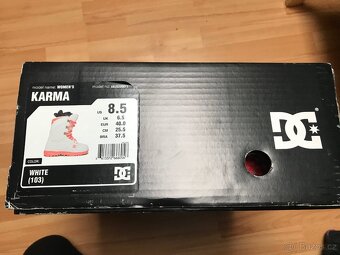 model name: WOMEN'S
KARMA
US 8.5
UK 6.5
EUR 40.0
CM 25.5
BRA 37.5
COLOR:
WHITE
(103)
DC